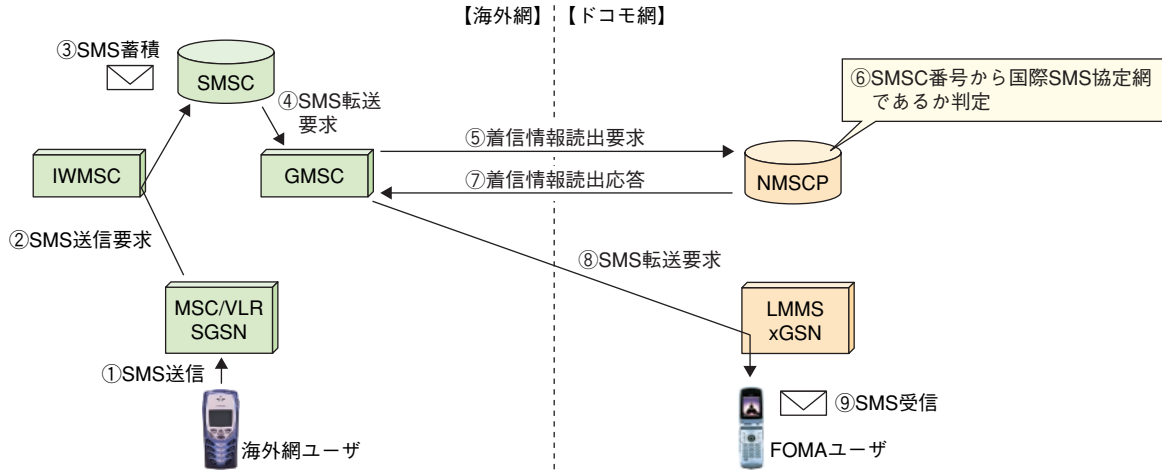 【海外網】
【ドコモ網】
③SMS蓄積
SMSC
④SMS転送
要求
⑥SMSC番号から国際SMS協定網
であるか判定
⑤着信情報読出要求
IWMSC
GMSC
⑦着信情報読出応答
NMSCP
②SMS送信要求
⑧SMS転送要求
MSC/VLR
SGSN
LMMS
xGSN
①SMS送信
⑨SMS受信
海外網ユーザ
FOMAユーザ